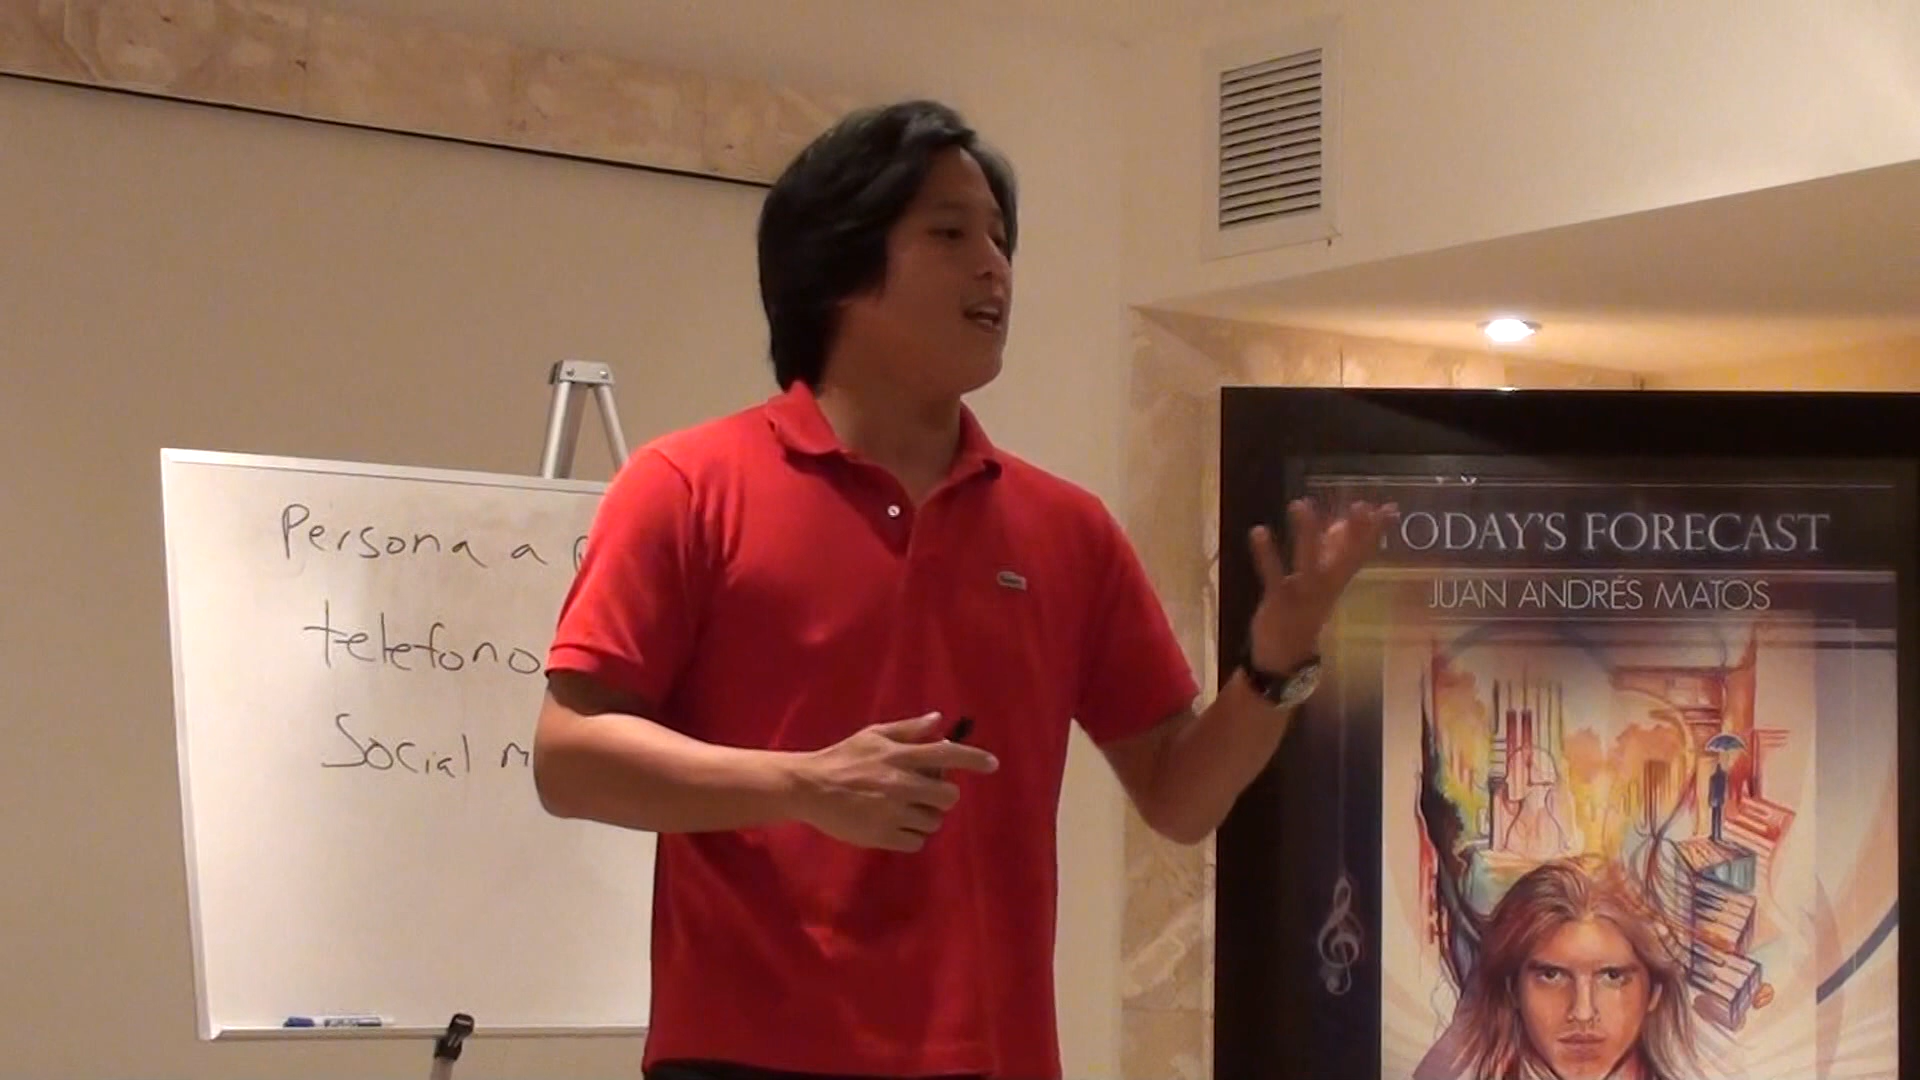 Persona a
telefono
Social
TODAY'S FORECAST
JUAN ANDRÉS MATOS